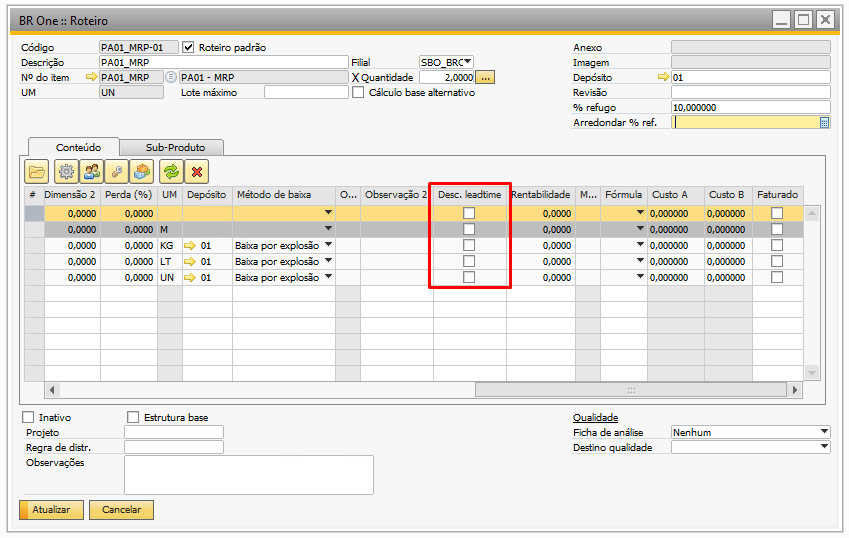 BR One :: Roteiro
Código PA01_MRP-01 Roteiro padrão Anexo
Descrição PA01_MRP Filial SBO_BRO Imagem
Nº do item PA01_MRP PA01 - MRP X Quantidade 2,0000 ... Depósito 01
UM UN Lote máximo Cálculo base alternativo Revisão
% refugo 10,000000
Arredondar % ref.
Conteúdo Sub-Produto
# Dimensão 2 Perda (%) UM Depósito Método de baixa O... Observação 2 Desc. leadtime Rentabilidade M... Fórmula Custo A Custo B Faturado
0,0000 0,0000 0,0000 0,000000 0,000000
0,0000 0,0000 M 0,0000 0,000000 0,000000
0,0000 0,0000 KG 01 Baixa por explosão 0,0000 0,000000 0,000000
0,0000 0,0000 LT 01 Baixa por explosão 0,0000 0,000000 0,000000
0,0000 0,0000 UN 01 Baixa por explosão 0,0000 0,000000 0,000000
Inativo Estrutura base Qualidade
Projeto Ficha de análise Nenhum
Regra de distr. Destino qualidade
Observações
Atualizar Cancelar